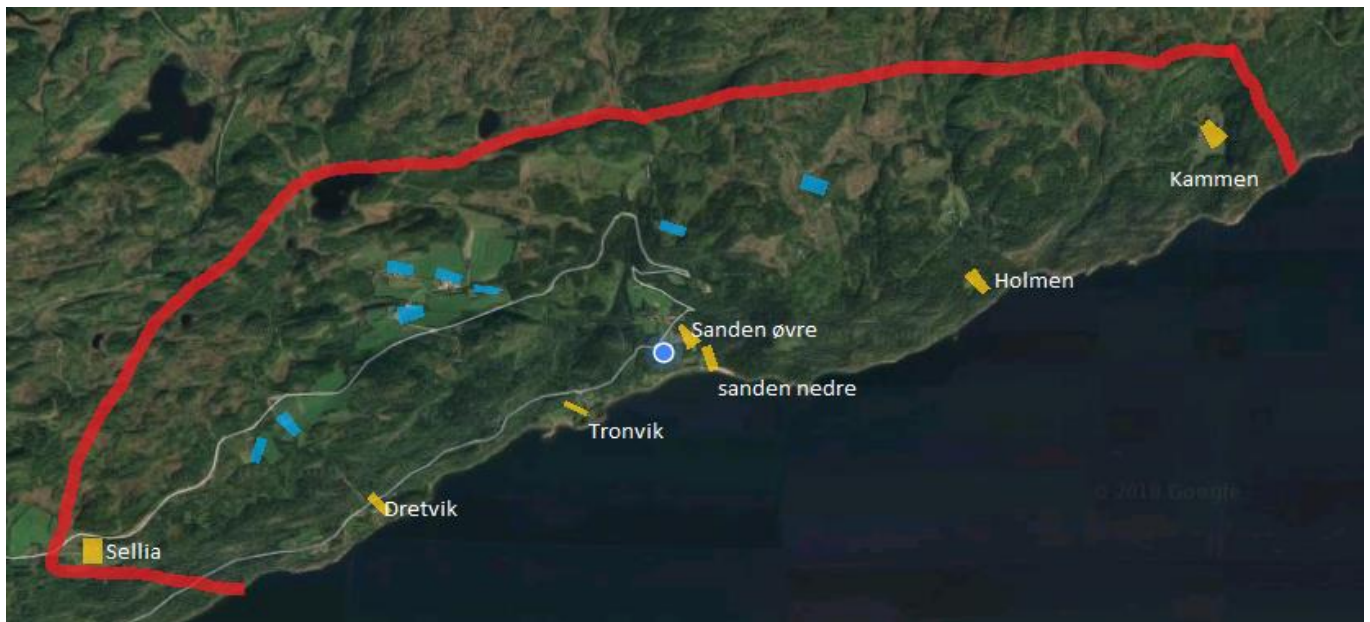 Kammen
Holmen
Sanden øvre
sanden nedre
Tronvik
© 2018 Google
Dretvik
Sellia